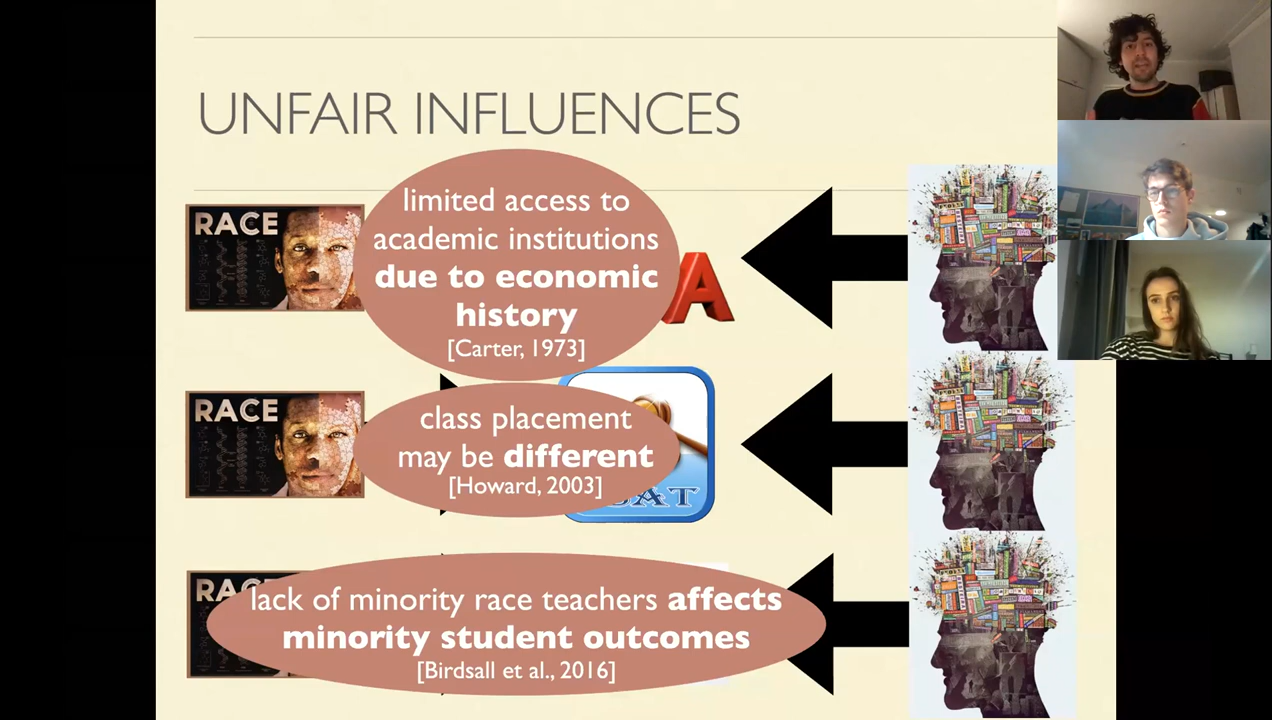 UNFAIR INFLUENCES
RACE
limited access to
academic institutions
due to economic
history
[Carter, 1973]
A
RACE
class placement
may be different
[Howard, 2003]
lack of minority race teachers affects
minority student outcomes
[Birdsall et al., 2016]